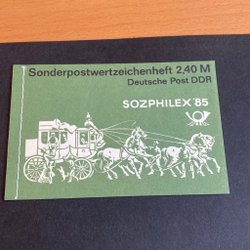 Sonderpostwertzeichenheft 2,40 M
Deutsche Post DDR
SOZPHILEX '85